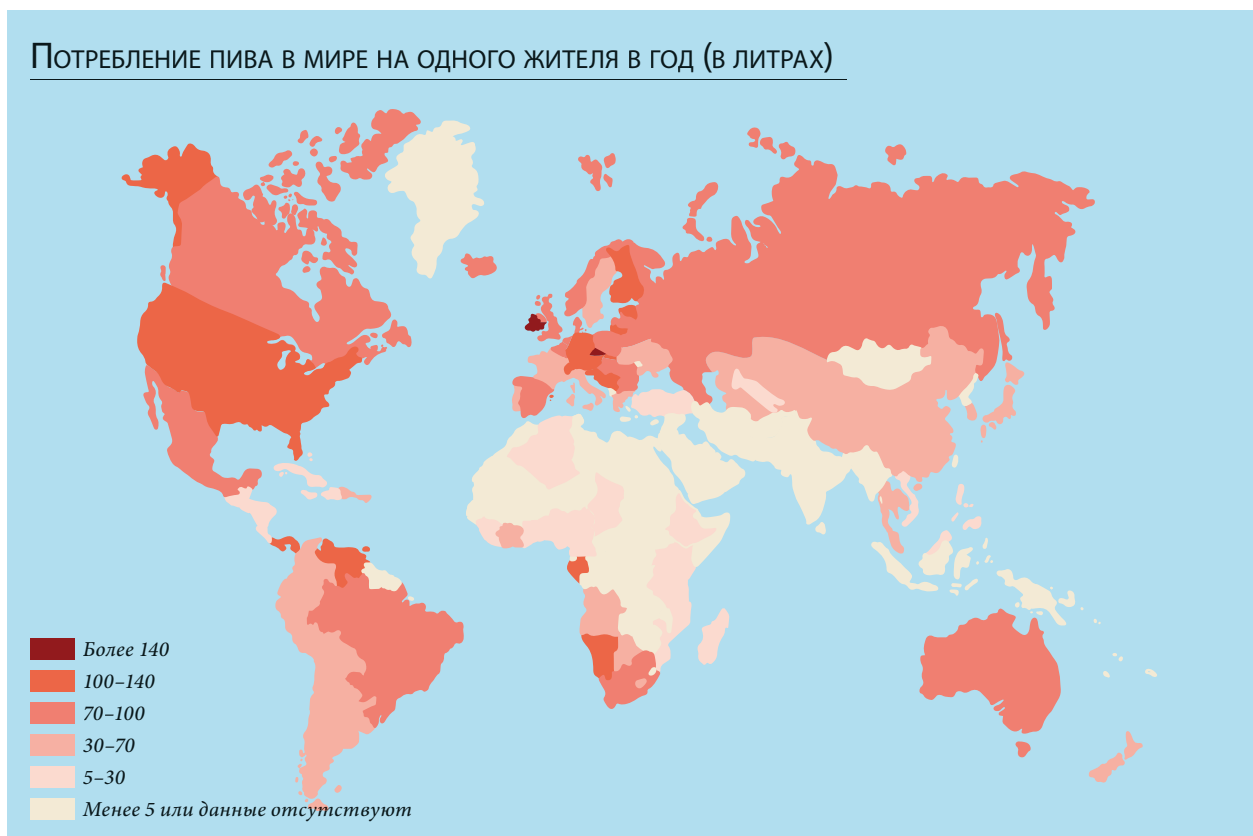 Потребление пива в мире на одного жителя в год (в литрах)
Более 140
100–140
70–100
30–70
5–30
Менее 5 или данные отсутствуют